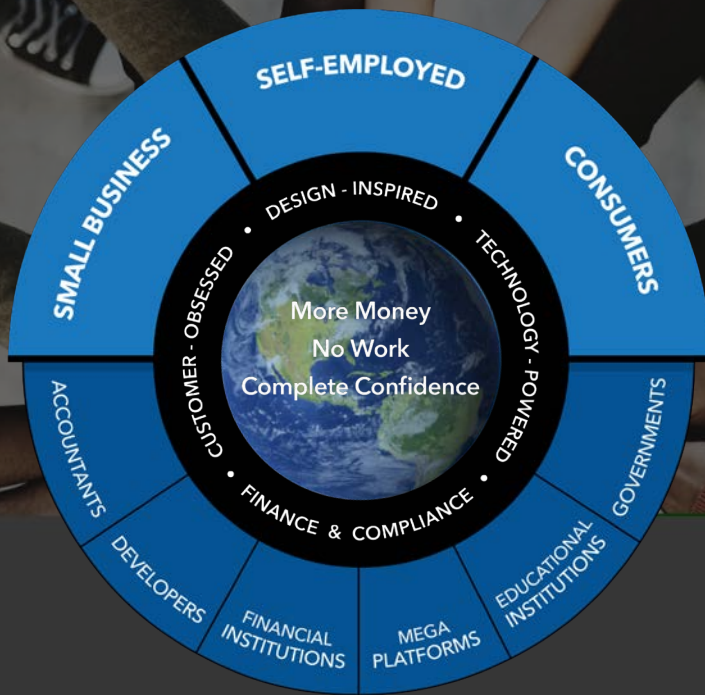 SELF-EMPLOYED
SMALL BUSINESS
CONSUMERS
DESIGN - INSPIRED
CUSTOMER - OBSESSED
TECHNOLOGY - POWERED
FINANCE & COMPLIANCE
More Money
No Work
Complete Confidence
ACCOUNTANTS
DEVELOPERS
FINANCIAL
INSTITUTIONS
MEGA
PLATFORMS
EDUCATIONAL
INSTITUTIONS
GOVERNMENTS